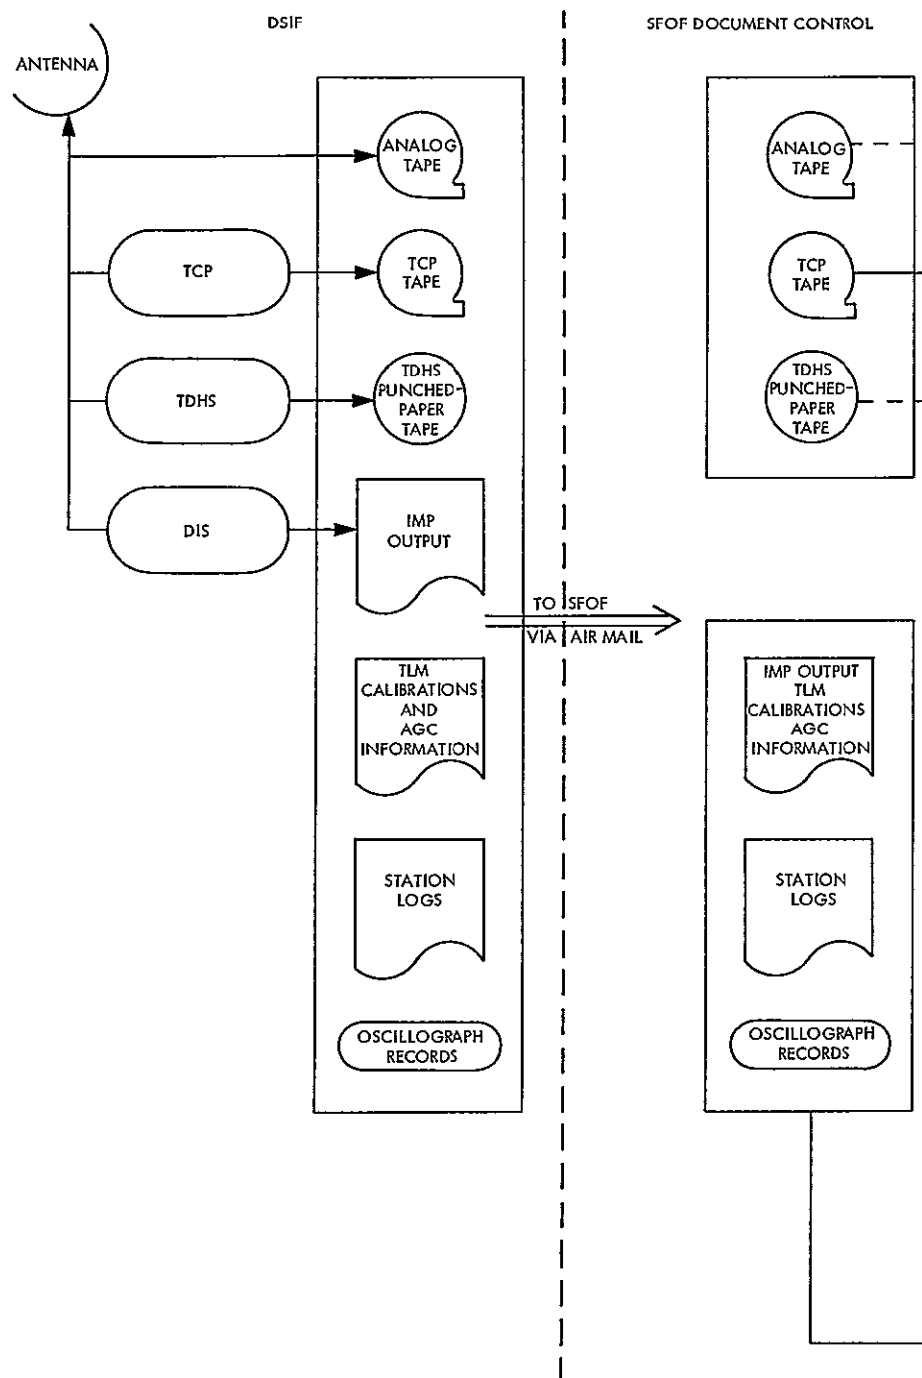 DSIF
SFOF DOCUMENT CONTROL
ANTENNA
ANALOG
TAPE
TCP
TCP
TAPE
TDHS
TDHS
PUNCHED-
PAPER
TAPE
DIS
IMP
OUTPUT
TLM
CALIBRATIONS
AND
AGC
INFORMATION
STATION
LOGS
OSCILLOGRAPH
RECORDS
TO SFOF
VIA AIR MAIL
ANALOG
TAPE
TCP
TAPE
TDHS
PUNCHED-
PAPER
TAPE
IMP OUTPUT
TLM
CALIBRATIONS
AGC
INFORMATION
STATION
LOGS
OSCILLOGRAPH
RECORDS